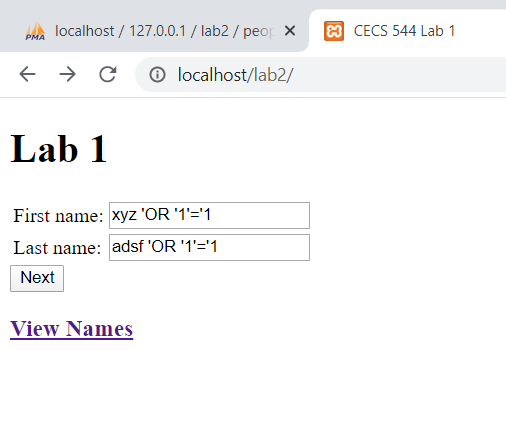 PMA localhost / 127.0.0.1 / lab2 / peop
CECS 544 Lab 1
localhost/lab2/
Lab 1
First name: xyz 'OR '1'='1
Last name: adsf 'OR '1'='1
Next
View Names